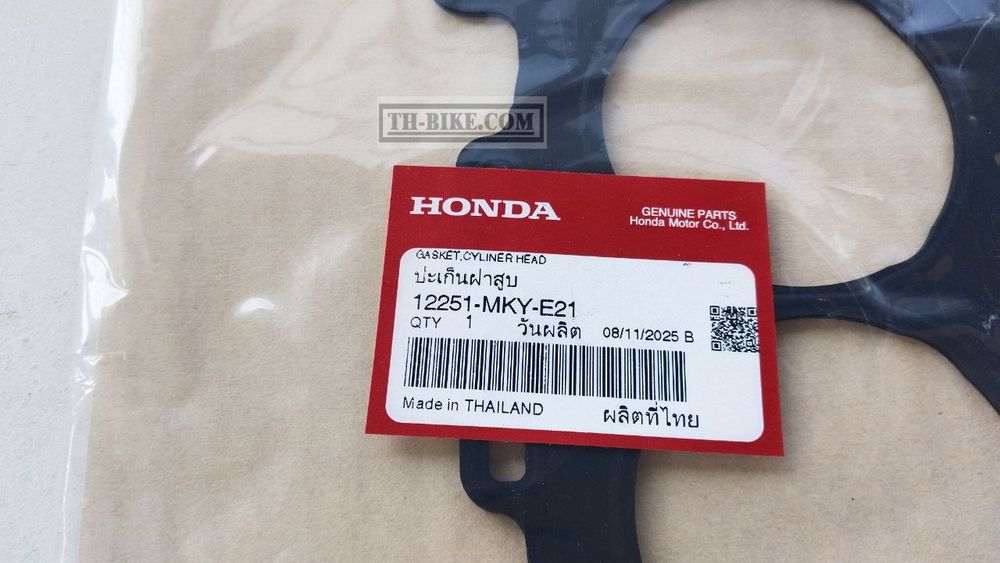 TH-BIKE.COM
HONDA
GENUINE PARTS
Honda Motor Co., Ltd.
GASKET,CYLINER HEAD
ปะเก็นฝาสูบ
12251-MKY-E21
QTY 1 วันผลิต 08/11/2025 B
Made in THAILAND ผลิตที่ไทย